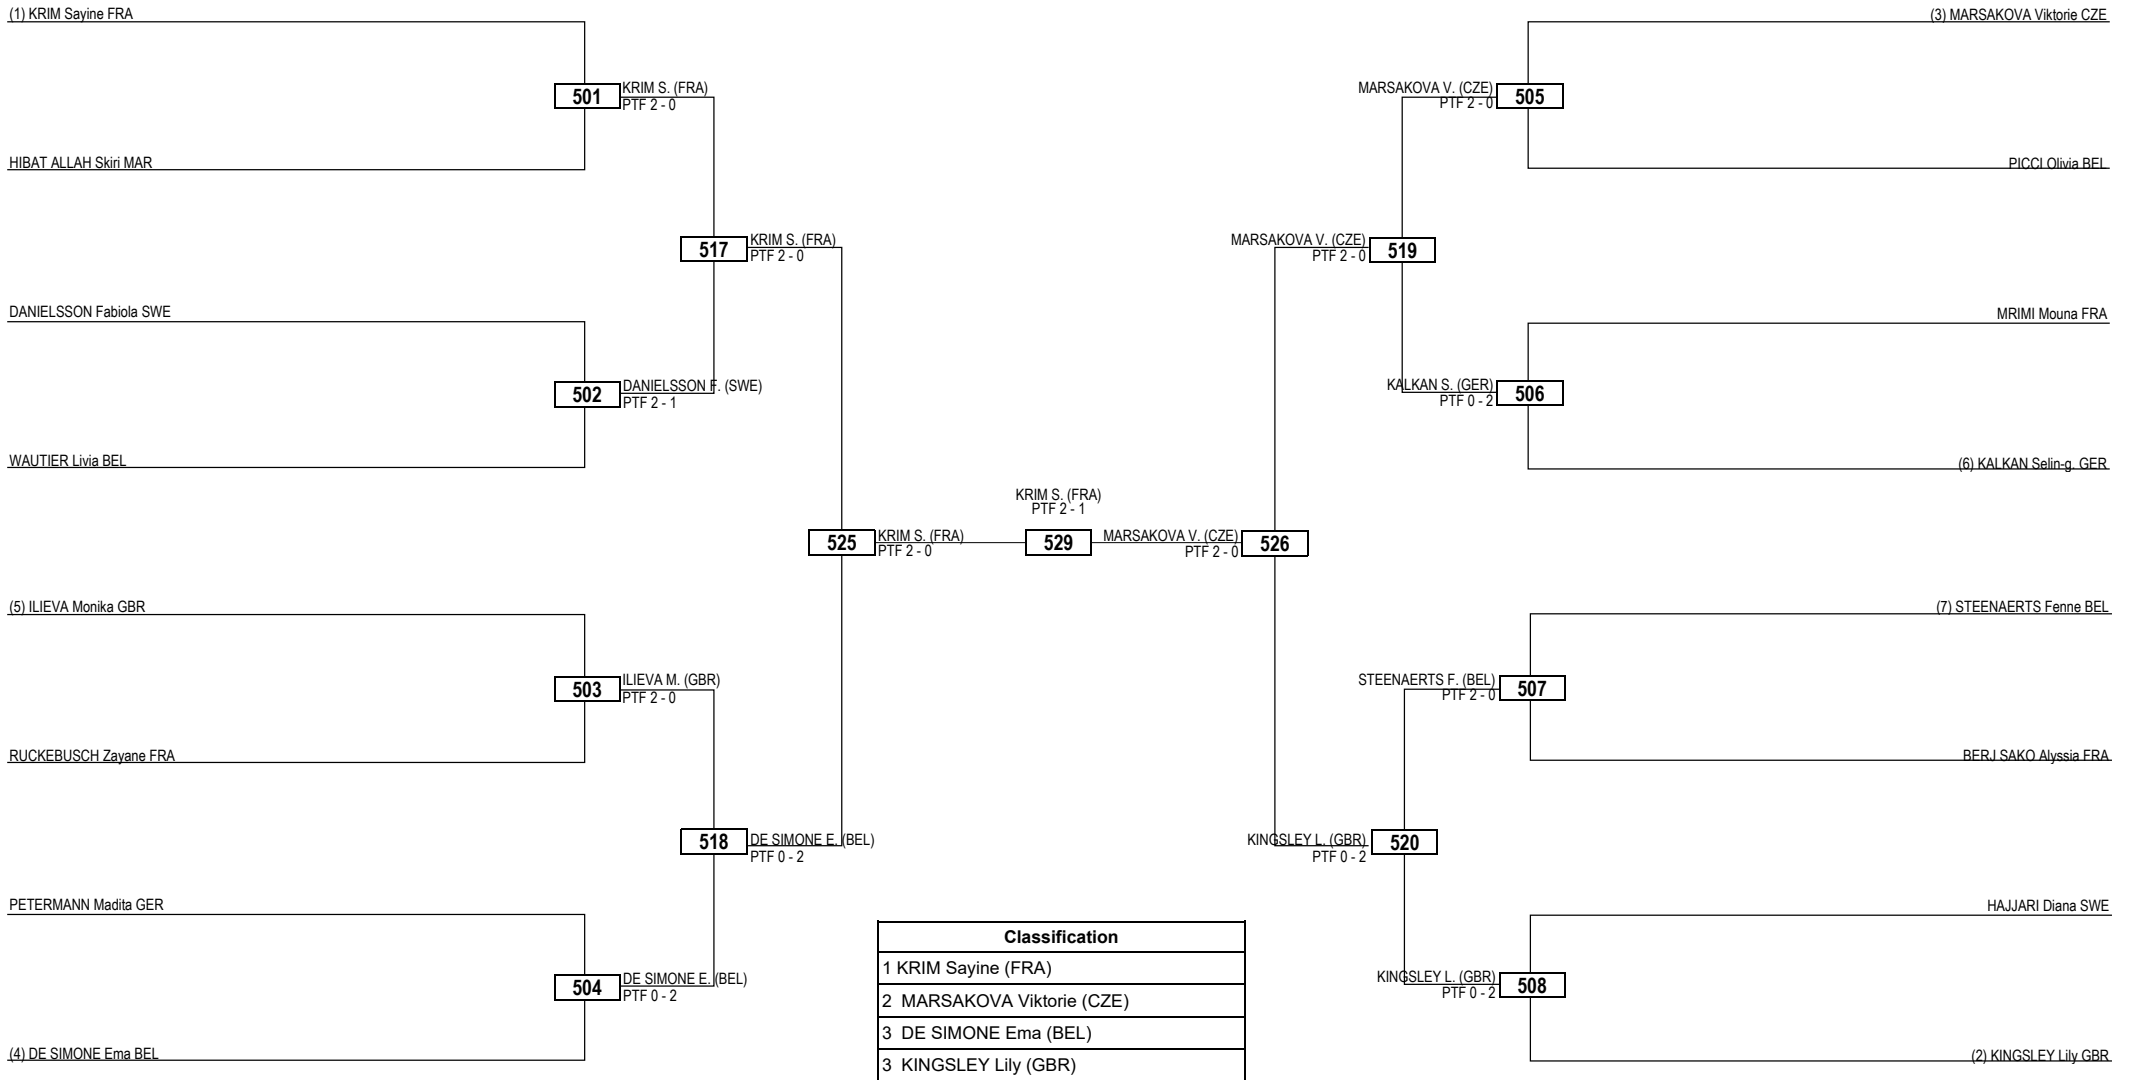 (1) KRIM Sayine FRA
501
KRIM S. (FRA)
PTF 2 - 0
HIBAT ALLAH Skiri MAR
517
KRIM S. (FRA)
PTF 2 - 0
DANIELSSON Fabiola SWE
502
DANIELSSON F. (SWE)
PTF 2 - 1
WAUTIER Livia BEL
525
KRIM S. (FRA)
PTF 2 - 0
(5) ILIEVA Monika GBR
503
ILIEVA M. (GBR)
PTF 2 - 0
RUCKEBUSCH Zayane FRA
518
DE SIMONE E. (BEL)
PTF 0 - 2
PETERMANN Madita GER
504
DE SIMONE E. (BEL)
PTF 0 - 2
(4) DE SIMONE Ema BEL
KRIM S. (FRA)
PTF 2 - 1
529
(3) MARSAKOVA Viktorie CZE
MARSAKOVA V. (CZE)
PTF 2 - 0
505
PICCI Olivia BEL
MARSAKOVA V. (CZE)
PTF 2 - 0
519
MRIMI Mouna FRA
KALKAN S. (GER)
PTF 0 - 2
506
(6) KALKAN Selin-g. GER
MARSAKOVA V. (CZE)
PTF 2 - 0
526
(7) STEENAERTS Fenne BEL
STEENAERTS F. (BEL)
PTF 2 - 0
507
BERJ SAKO Alyssia FRA
KINGSLEY L. (GBR)
PTF 0 - 2
520
HAJJARI Diana SWE
KINGSLEY L. (GBR)
PTF 0 - 2
508
(2) KINGSLEY Lily GBR
Classification
1 KRIM Sayine (FRA)
2 MARSAKOVA Viktorie (CZE)
3 DE SIMONE Ema (BEL)
3 KINGSLEY Lily (GBR)